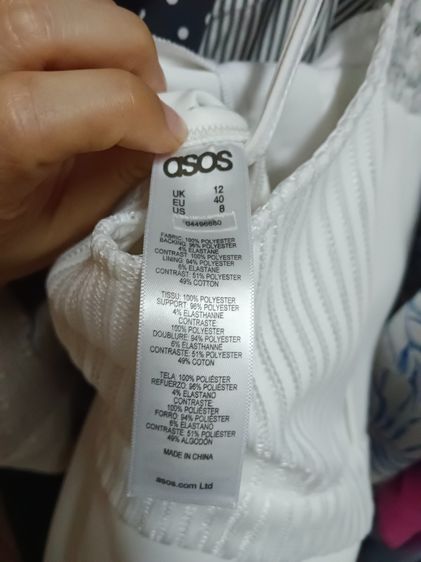 asos
UK 12
EU 40
US 8
04496680
FABRIC: 100% POLYESTER
BACKING: 96% POLYESTER
4% ELASTANE
CONTRAST: 100% POLYESTER
LINING: 94% POLYESTER
6% ELASTANE
CONTRAST: 51% POLYESTER
49% COTTON
TISSU: 100% POLYESTER
SUPPORT: 96% POLYESTER
4% ELASTHANNE
CONTRASTE:
100% POLYESTER
DOUBLURE: 94% POLYESTER
6% ELASTHANNE
CONTRASTE: 51% POLYESTER
49% COTON
TELA: 100% POLIÉSTER
REFUERZO: 96% POLIÉSTER
4% ELASTANO
CONTRASTE:
100% POLIÉSTER
FORRO: 94% POLIÉSTER
6% ELASTANO
CONTRASTE: 51% POLIÉSTER
49% ALGODÓN
MADE IN CHINA
asos.com Ltd